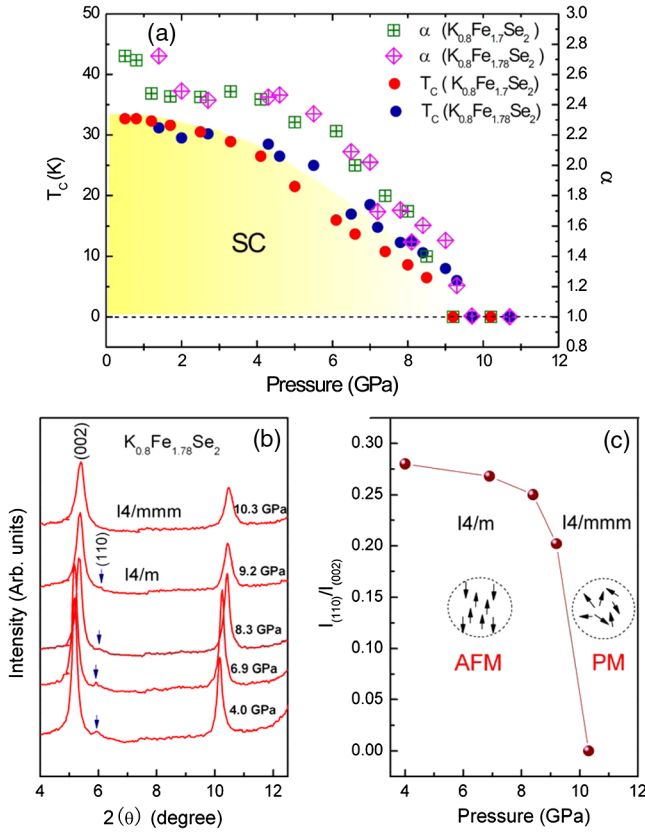 (a)
α (K0.8Fe1.7Se2)
α (K0.8Fe1.78Se2)
TC (K0.8Fe1.7Se2)
TC (K0.8Fe1.78Se2)
50
40
30
20
10
0
TC(K)
SC
3.0
2.8
2.6
2.4
2.2
2.0
1.8
1.6
1.4
1.2
1.0
0.8
α
0 2 4 6 8 10 12 14
Pressure (GPa)
(b)
K0.8Fe1.78Se2
(002)
I4/mmm
10.3 GPa
(110)
I4/m
9.2 GPa
8.3 GPa
6.9 GPa
4.0 GPa
Intensity (Arb. units)
4 6 8 10 12
2(θ) (degree)
(c)
0.30
0.25
0.20
0.15
0.10
0.05
0.00
I(110)/I(002)
I4/m
I4/mmm
AFM
PM
4 6 8 10 12
Pressure (GPa)